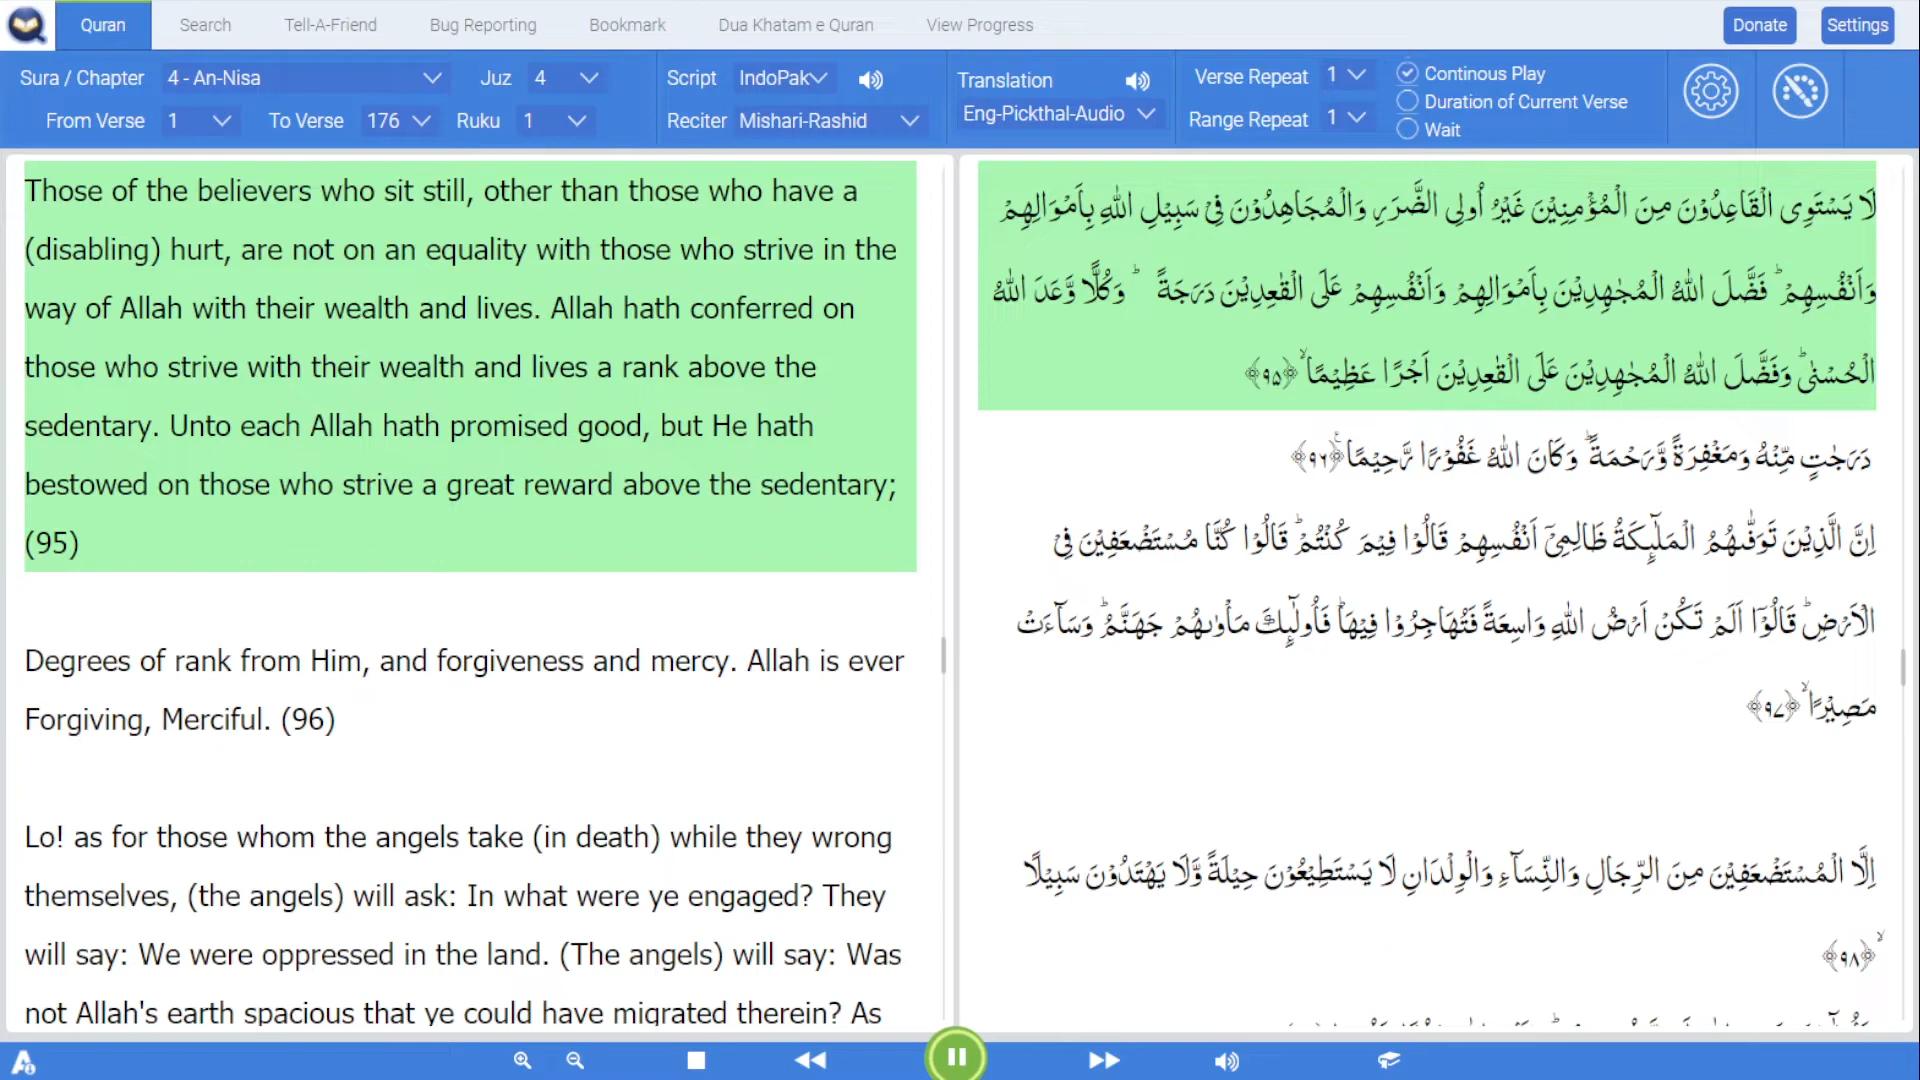 Quran Search Tell-A-Friend Bug Reporting Bookmark Dua Khatam e Quran View Progress Donate Settings
Sura / Chapter 4 - An-Nisa Juz 4 Script IndoPak Translation Verse Repeat 1 Continous Play
Duration of Current Verse
From Verse 1 To Verse 176 Ruku 1 Reciter Mishari-Rashid Eng-Pickthal-Audio Range Repeat 1 Wait
Those of the believers who sit still, other than those who have a
(disabling) hurt, are not on an equality with those who strive in the
way of Allah with their wealth and lives. Allah hath conferred on
those who strive with their wealth and lives a rank above the
sedentary. Unto each Allah hath promised good, but He hath
bestowed on those who strive a great reward above the sedentary;
(95)
Degrees of rank from Him, and forgiveness and mercy. Allah is ever
Forgiving, Merciful. (96)
Lo! as for those whom the angels take (in death) while they wrong
themselves, (the angels) will ask: In what were ye engaged? They
will say: We were oppressed in the land. (The angels) will say: Was
not Allah's earth spacious that ye could have migrated therein? As
لَا يَسْتَوِى الْقَاعِدُوْنَ مِنَ الْمُؤْمِنِيْنَ غَيْرُ اُولِى الضَّرَرِ وَالْمُجَاهِدُوْنَ فِىْ سَبِيْلِ اللّٰهِ بِاَمْوَالِهِمْ
وَاَنْفُسِهِمْ‌ ؕ فَضَّلَ اللّٰهُ الْمُجٰهِدِيْنَ بِاَمْوَالِهِمْ وَاَنْفُسِهِمْ عَلَى الْقٰعِدِيْنَ دَرَجَةً‌ ؕ وَكُلًّا وَّعَدَ اللّٰهُ
الْحُسْنٰى‌ؕ وَفَضَّلَ اللّٰهُ الْمُجٰهِدِيْنَ عَلَى الْقٰعِدِيْنَ اَجْرًا عَظِيْمًا ۙ‏ ﴿۹۵﴾
دَرَجٰتٍ مِّنْهُ وَمَغْفِرَةً وَّرَحْمَةً‌ ؕ وَكَانَ اللّٰهُ غَفُوْرًا رَّحِيْمًا ﴿۹۶﴾
اِنَّ الَّذِيْنَ تَوَفّٰٮهُمُ الْمَلٰٓٮِٕكَةُ ظَالِمِىْۤ اَنْفُسِهِمْ قَالُوْا فِيْمَ كُنْتُمْ‌ؕ قَالُوْا كُنَّا مُسْتَضْعَفِيْنَ فِىْ
الْاَرْضِ‌ؕ قَالُوْۤا اَلَمْ تَكُنْ اَرْضُ اللّٰهِ وَاسِعَةً فَتُهَاجِرُوْا فِيْهَا‌ؕ فَاُولٰٓٮِٕكَ مَاْوٰٮهُمْ جَهَنَّمُ‌ؕ وَسَآءَتْ
مَصِيْرًا ۙ‏ ﴿۹۷﴾
اِلَّا الْمُسْتَضْعَفِيْنَ مِنَ الرِّجَالِ وَالنِّسَآءِ وَالْوِلْدَانِ لَا يَسْتَطِيْعُوْنَ حِيْلَةً وَّلَا يَهْتَدُوْنَ سَبِيْلًا
ۙ ﴿۹۸﴾